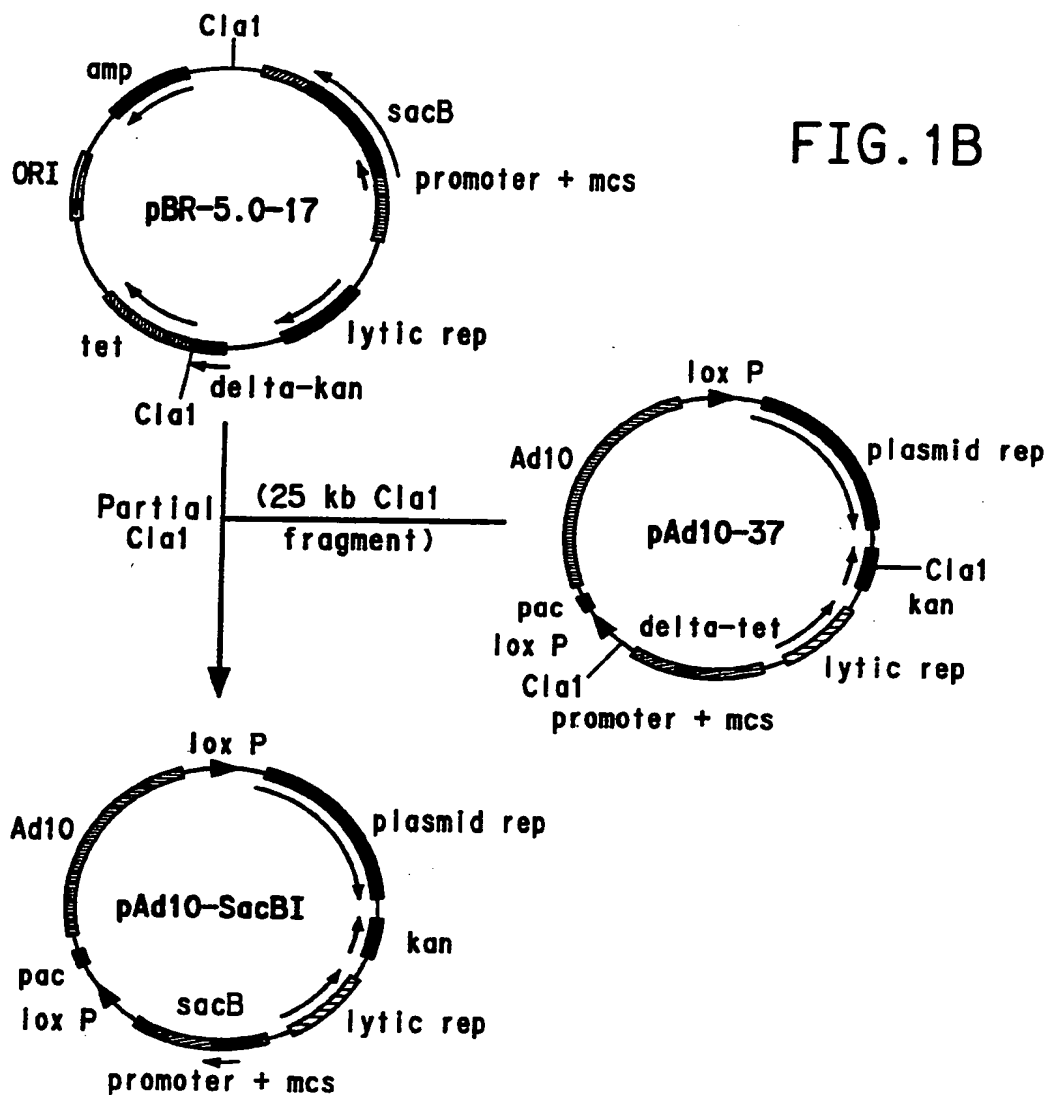 Cla1
amp
sacB
FIG.1B
ORI
promoter + mcs
pBR-5.0-17
tet
lytic rep
delta-kan
Cla1
lox P
Ad10
plasmid rep
Partial
Cla1
(25 kb Cla1
fragment)
pAd10-37
Cla1
kan
pac
delta-tet
lox P
lytic rep
Cla1
promoter + mcs
lox P
Ad10
plasmid rep
pAd10-SacBI
kan
pac
sacB
lox P
lytic rep
promoter + mcs